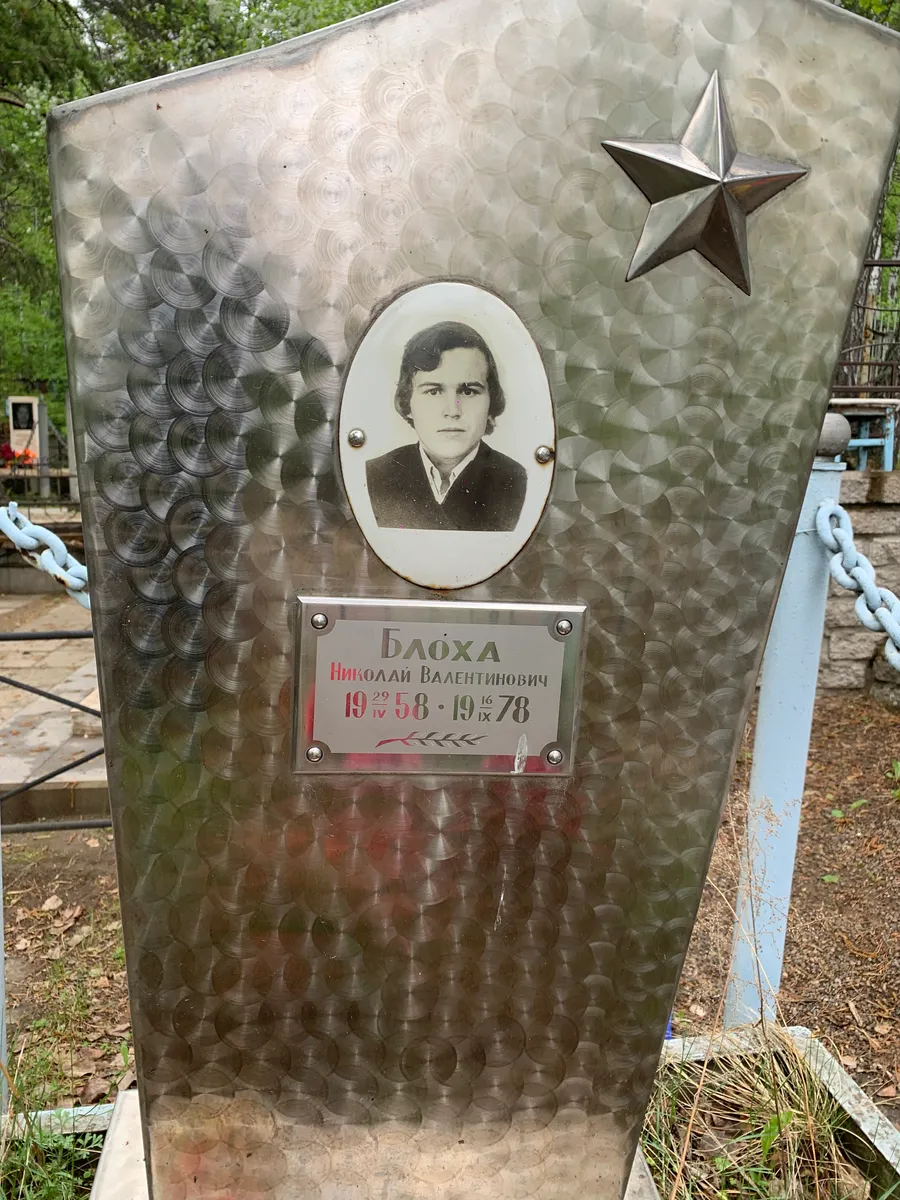 Блоха
Николай Валентинович
19 29/IV 58 · 19 16/IX 78